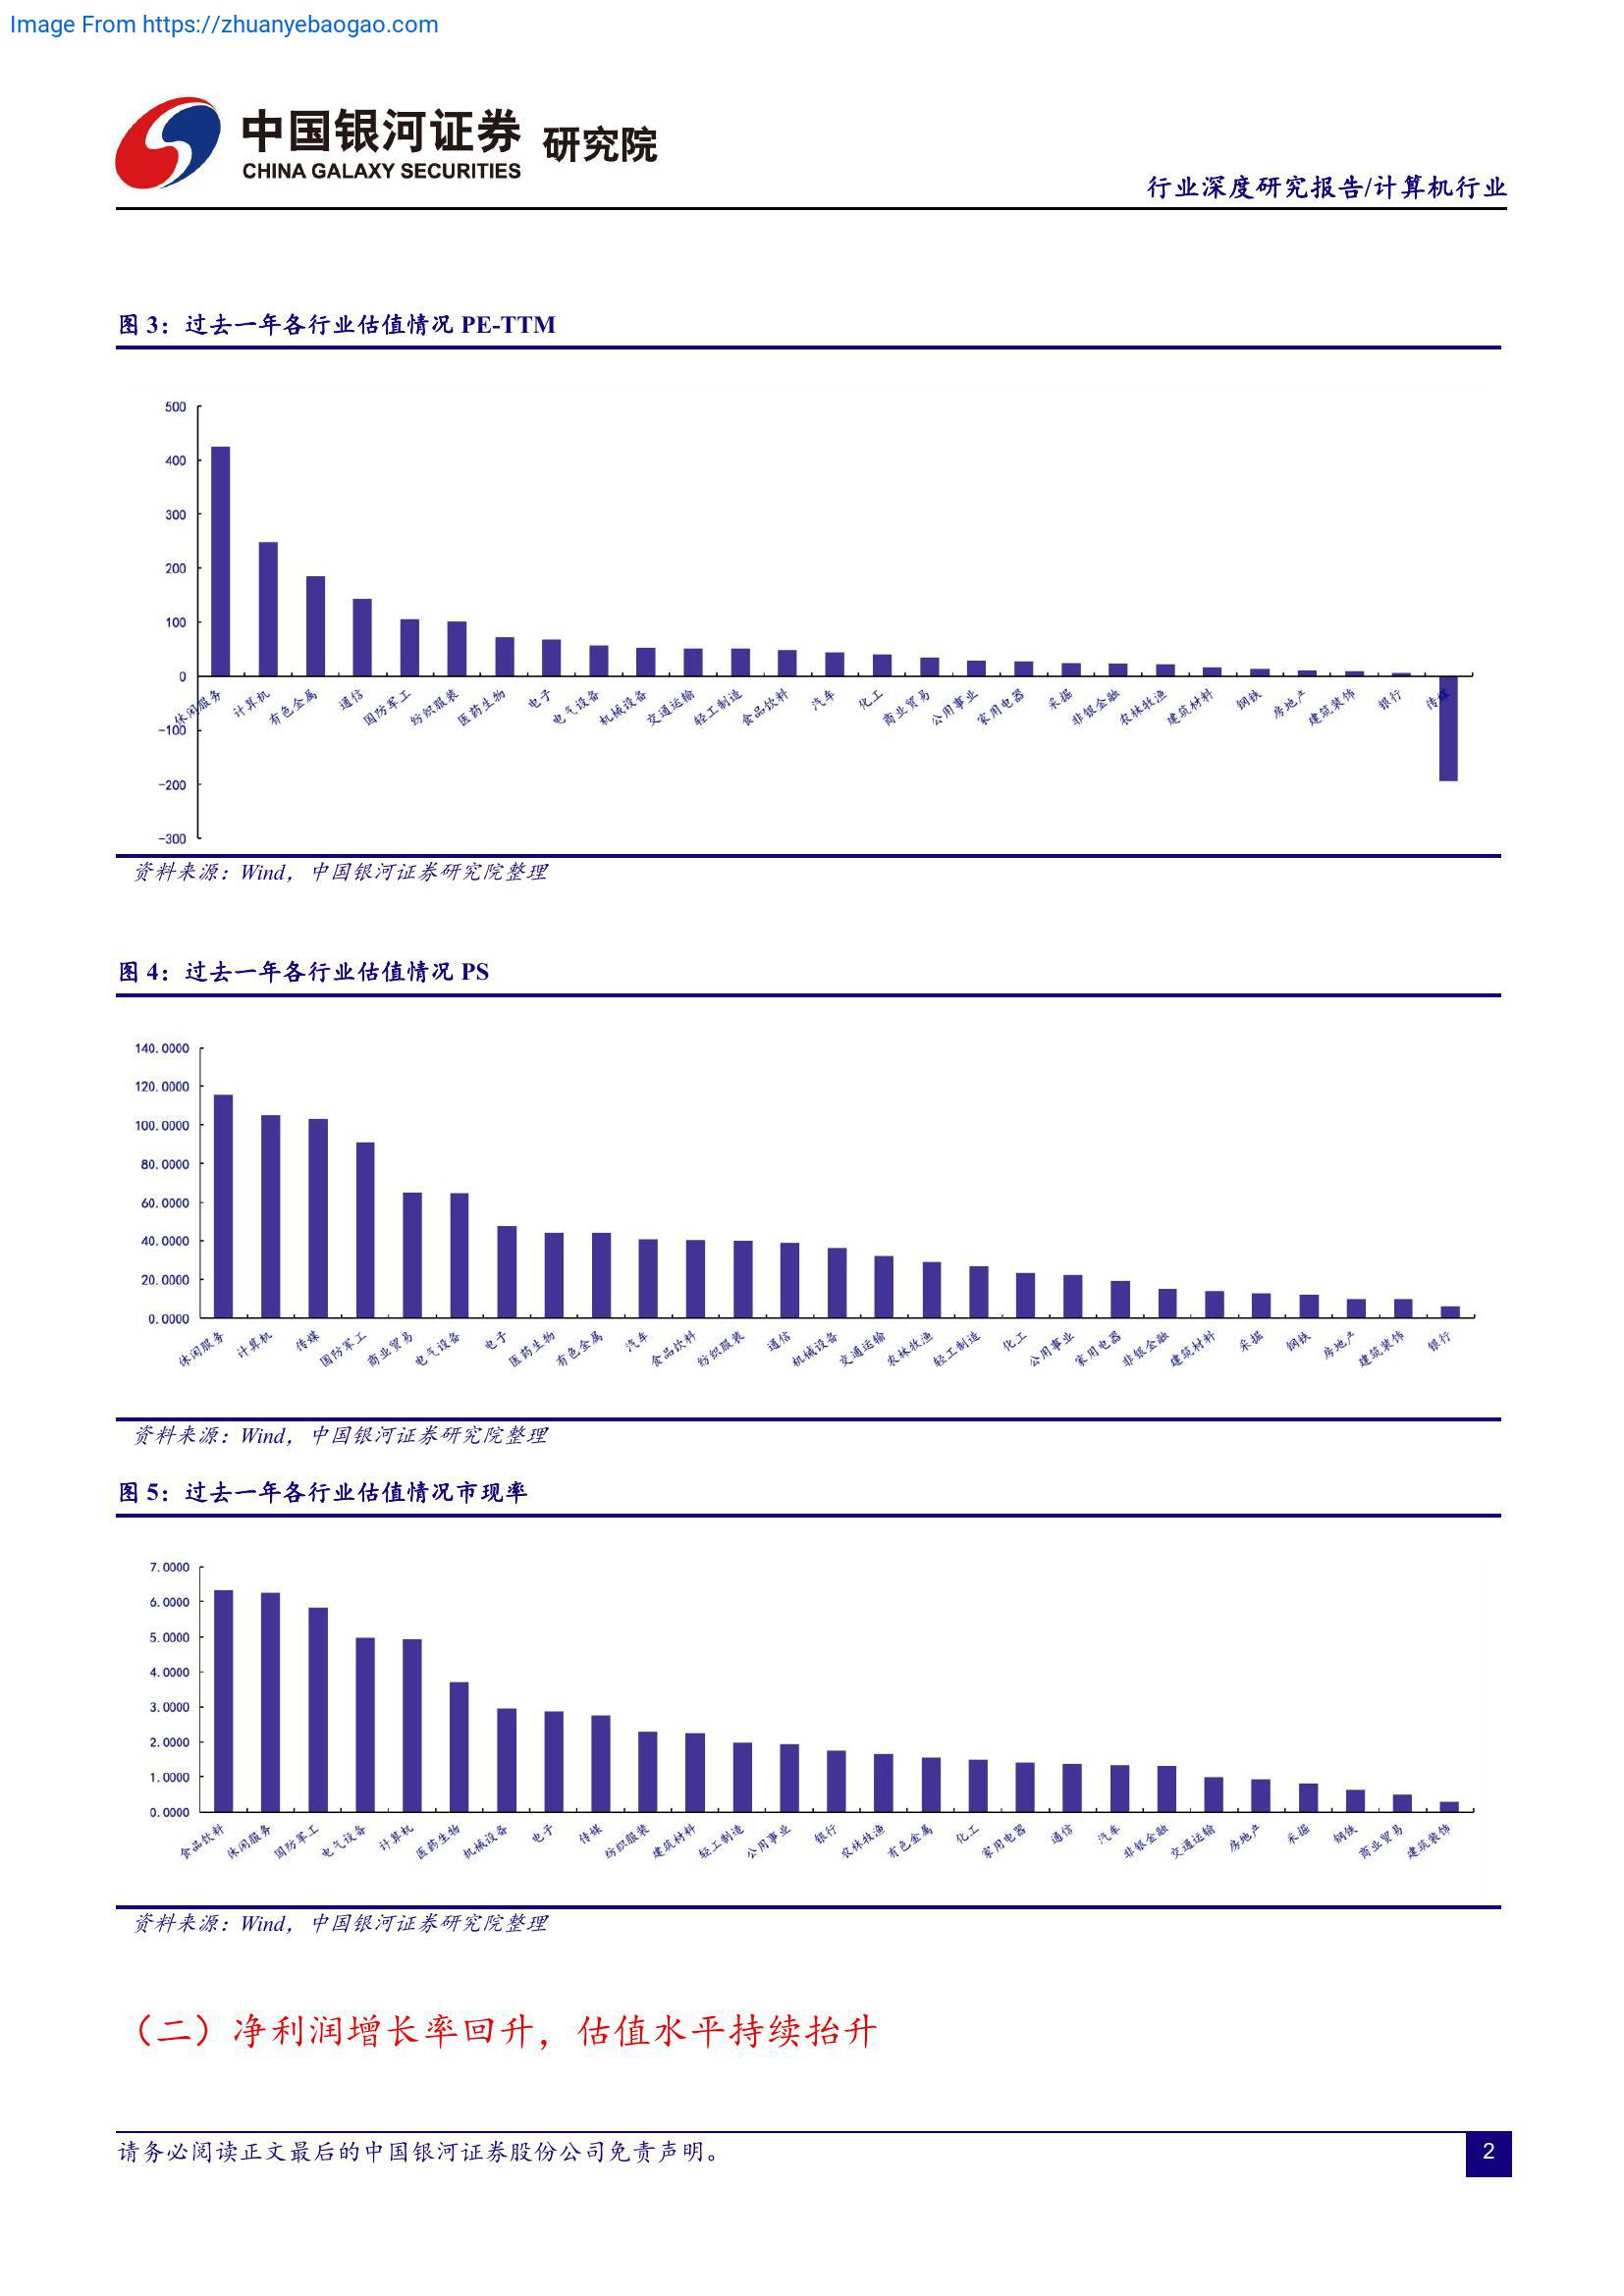 Image From https://zhuanyebaogao.com
中国银河证券 研究院
CHINA GALAXY SECURITIES
行业深度研究报告/计算机行业
图 3：过去一年各行业估值情况 PE-TTM
500
400
300
200
100
0
-100
-200
-300
休闲服务 计算机 有色金属 通信 国防军工 纺织服装 医药生物 电子 电气设备 机械设备 交通运输 轻工制造 食品饮料 汽车 化工 商业贸易 公用事业 家用电器 采掘 非银金融 农林牧渔 建筑材料 钢铁 房地产 建筑装饰 银行 传媒
资料来源：Wind，中国银河证券研究院整理
图 4：过去一年各行业估值情况 PS
140.0000
120.0000
100.0000
80.0000
60.0000
40.0000
20.0000
0.0000
休闲服务 计算机 传媒 国防军工 商业贸易 电气设备 电子 医药生物 有色金属 汽车 食品饮料 纺织服装 通信 机械设备 交通运输 农林牧渔 轻工制造 化工 公用事业 家用电器 非银金融 建筑材料 采掘 钢铁 房地产 建筑装饰 银行
资料来源：Wind，中国银河证券研究院整理
图 5：过去一年各行业估值情况市现率
7.0000
6.0000
5.0000
4.0000
3.0000
2.0000
1.0000
0.0000
食品饮料 休闲服务 国防军工 电气设备 计算机 医药生物 机械设备 电子 传媒 纺织服装 建筑材料 轻工制造 公用事业 银行 农林牧渔 有色金属 化工 家用电器 通信 汽车 非银金融 交通运输 房地产 采掘 钢铁 商业贸易 建筑装饰
资料来源：Wind，中国银河证券研究院整理
（二）净利润增长率回升，估值水平持续抬升
请务必阅读正文最后的中国银河证券股份公司免责声明。
2